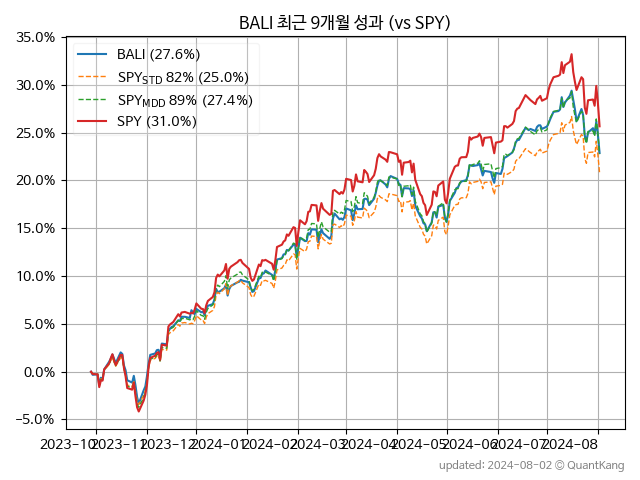 BALI 최근 9개월 성과 (vs SPY)
35.0%
30.0%
25.0%
20.0%
15.0%
10.0%
5.0%
0.0%
−5.0%
BALI (27.6%)
SPY_STD 82% (25.0%)
SPY_MDD 89% (27.4%)
SPY (31.0%)
2023-10 2023-11 2023-12 2024-01 2024-02 2024-03 2024-04 2024-05 2024-06 2024-07 2024-08
updated: 2024-08-02 © QuantKang